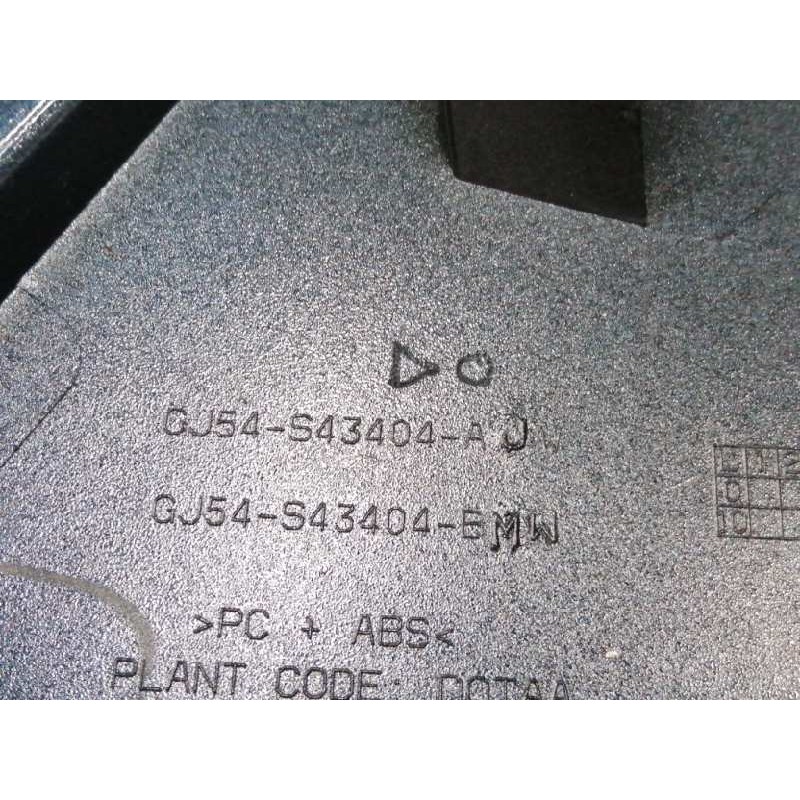 GJ54-S43404-AJ
GJ54-S43404-BMW
>PC + ABS<
PLANT CODE: